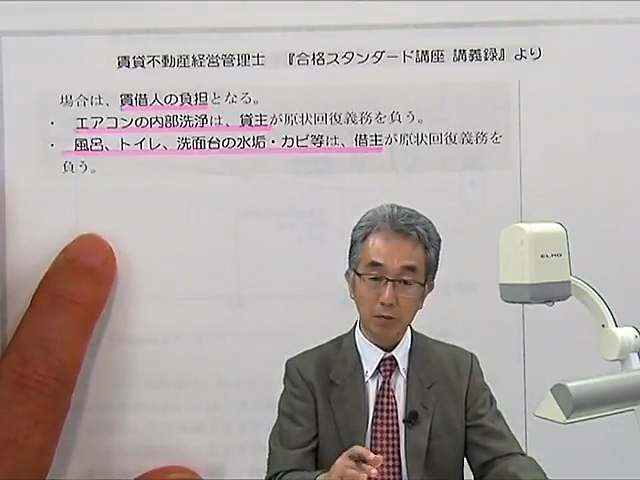 賃貸不動産経営管理士 『合格スタンダード講座 講義録』より
場合は、賃借人の負担となる。
・ エアコンの内部洗浄は、貸主が原状回復義務を負う。
・ 風呂、トイレ、洗面台の水垢・カビ等は、借主が原状回復義務を
負う。
ELMO